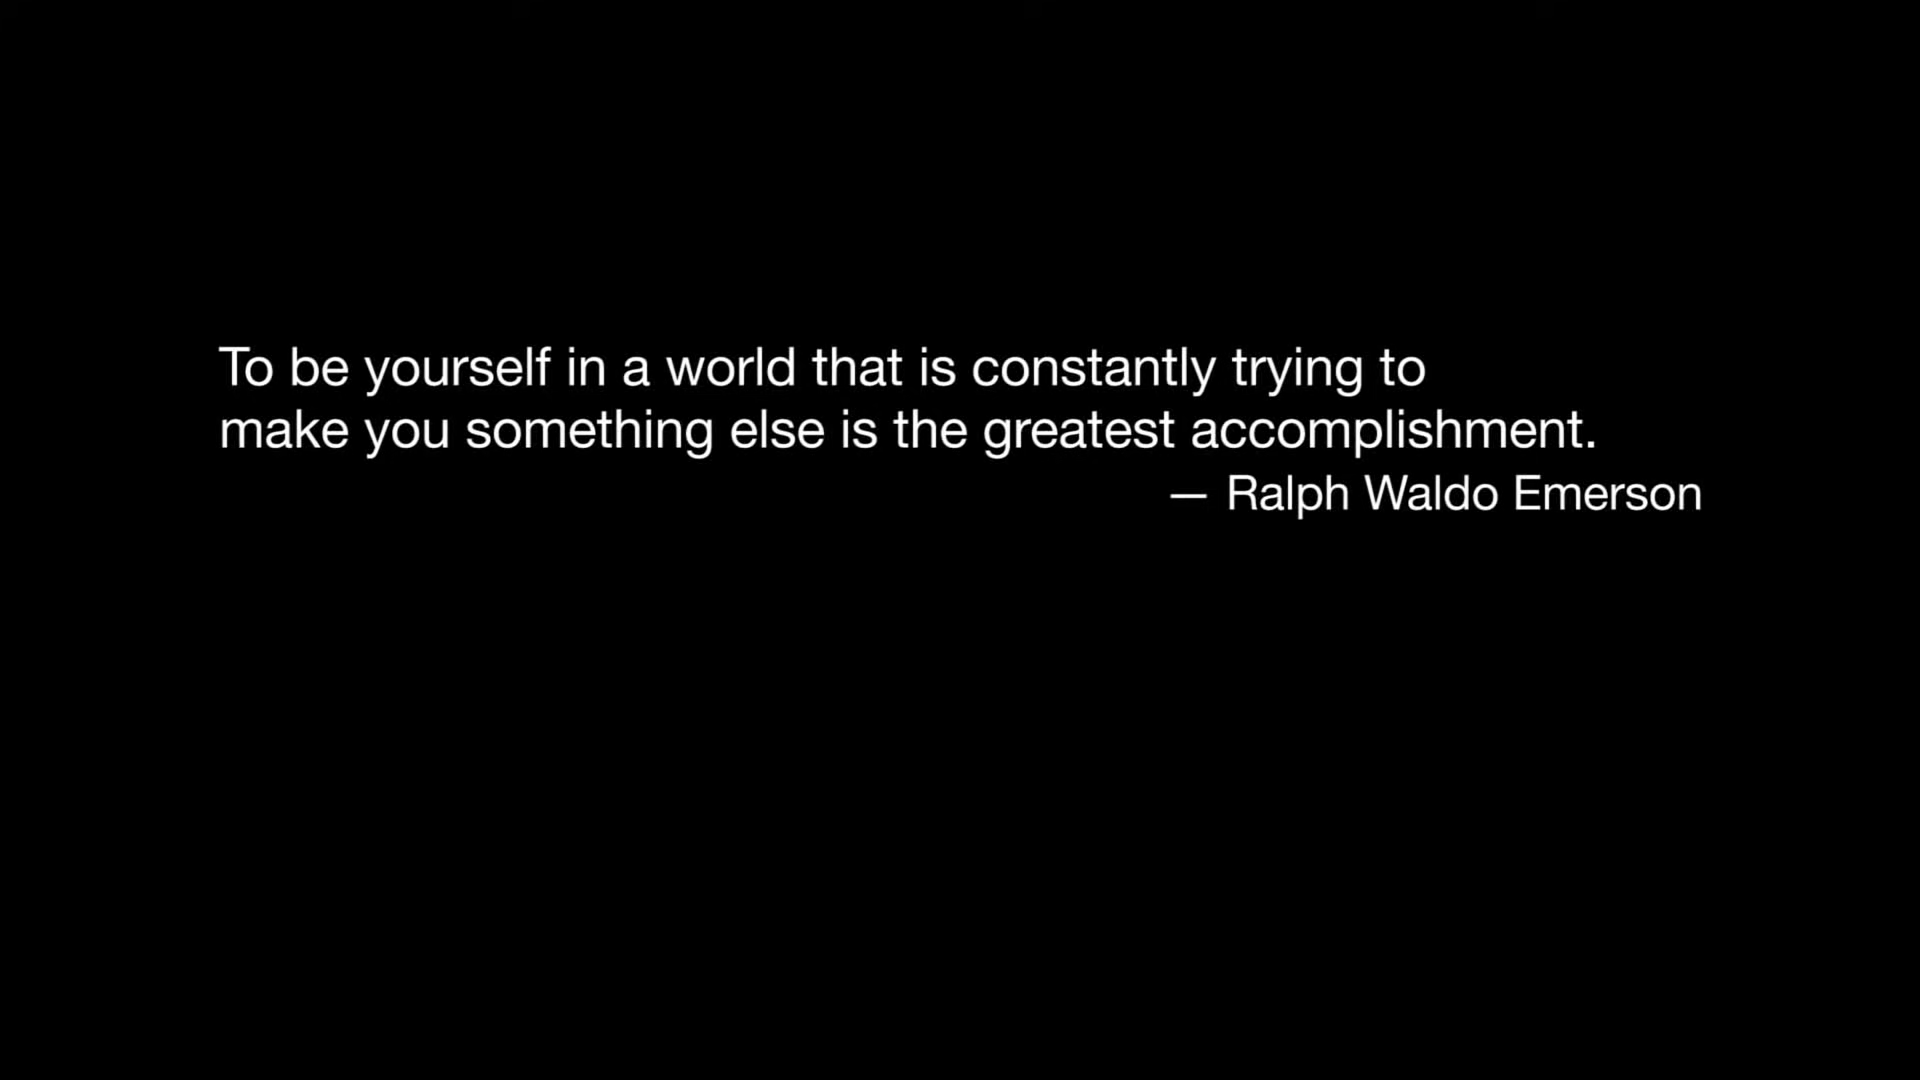 To be yourself in a world that is constantly trying to
make you something else is the greatest accomplishment.
— Ralph Waldo Emerson